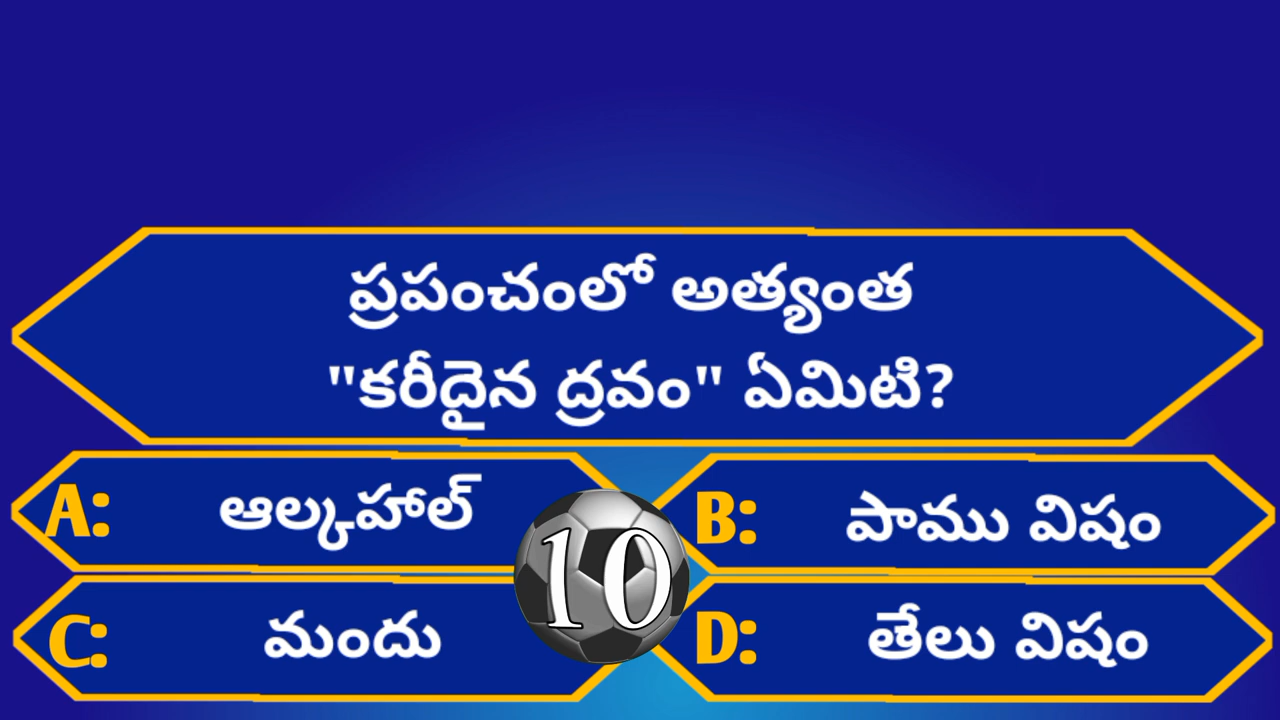 ప్రపంచంలో అత్యంత
"కరీదైన ద్రవం" ఏమిటి?
A: ఆల్కహాల్
B: పాము విషం
10
C: మందు
D: తేలు విషం